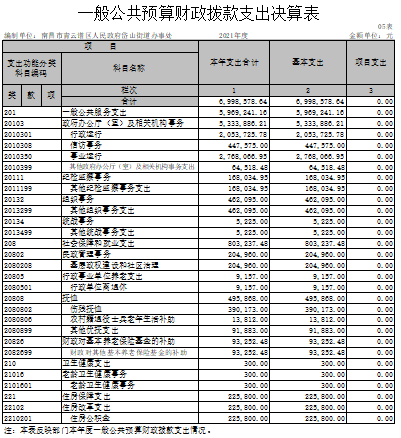 一般公共预算财政拨款支出决算表
05表
编制单位：南昌市青云谱区人民政府岱山街道办事处 2021年度 金额单位：元
项 目 本年支出合计 基本支出 项目支出
支出功能分类科目编码 科目名称
类 款 项 栏次 1 2 3
合计 6,998,578.64 6,998,578.64 0.00
201 一般公共服务支出 5,969,241.16 5,969,241.16 0.00
20103 政府办公厅（室）及相关机构事务 5,333,886.21 5,333,886.21 0.00
2010301 行政运行 2,053,725.78 2,053,725.78 0.00
2010308 信访事务 447,575.00 447,575.00 0.00
2010350 事业运行 2,768,066.95 2,768,066.95 0.00
2010399 其他政府办公厅（室）及相关机构事务支出 64,518.48 64,518.48 0.00
20111 纪检监察事务 168,034.95 168,034.95 0.00
2011199 其他纪检监察事务支出 168,034.95 168,034.95 0.00
20132 组织事务 462,095.00 462,095.00 0.00
2013299 其他组织事务支出 462,095.00 462,095.00 0.00
20134 统战事务 5,225.00 5,225.00 0.00
2013499 其他统战事务支出 5,225.00 5,225.00 0.00
208 社会保障和就业支出 803,237.48 803,237.48 0.00
20802 民政管理事务 204,960.00 204,960.00 0.00
2080208 基层政权建设和社区治理 204,960.00 204,960.00 0.00
20805 行政事业单位养老支出 9,157.00 9,157.00 0.00
2080501 行政单位离退休 9,157.00 9,157.00 0.00
20808 抚恤 495,868.00 495,868.00 0.00
2080802 伤残抚恤 390,173.00 390,173.00 0.00
2080806 农村籍退役士兵老年生活补助 13,812.00 13,812.00 0.00
2080899 其他优抚支出 91,883.00 91,883.00 0.00
20826 财政对基本养老保险基金的补助 93,252.48 93,252.48 0.00
2082699 财政对其他基本养老保险基金的补助 93,252.48 93,252.48 0.00
210 卫生健康支出 300.00 300.00 0.00
21016 老龄卫生健康事务 300.00 300.00 0.00
2101601 老龄卫生健康事务 300.00 300.00 0.00
221 住房保障支出 225,800.00 225,800.00 0.00
22102 住房改革支出 225,800.00 225,800.00 0.00
2210201 住房公积金 225,800.00 225,800.00 0.00
注：本表反映部门本年度一般公共预算财政拨款支出情况。